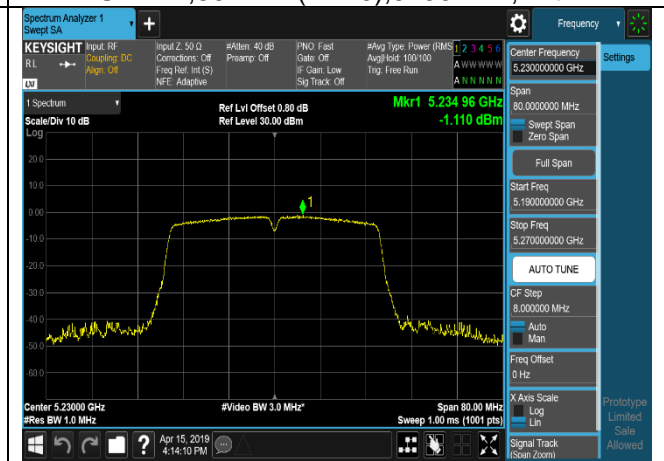 Spectrum Analyzer 1
Swept SA
+
Frequency
KEYSIGHT
RL
LXI
Input: RF
Coupling: DC
Align: Off
Input Z: 50 Ω
Corrections: Off
Freq Ref: Int (S)
NFE: Adaptive
#Atten: 40 dB
Preamp: Off
PNO: Fast
Gate: Off
IF Gain: Low
Sig Track: Off
#Avg Type: Power (RMS
Avg|Hold: 100/100
Trig: Free Run
1 2 3 4 5 6
A W W W W W
A N N N N N
1 Spectrum
Scale/Div 10 dB
Log
Ref Lvl Offset 0.80 dB
Ref Level 30.00 dBm
Mkr1 5.234 96 GHz
-1.110 dBm
20.0
10.0
0.00
-10.0
-20.0
-30.0
-40.0
-50.0
-60.0
1
Center 5.23000 GHz
#Res BW 1.0 MHz
#Video BW 3.0 MHz*
Span 80.00 MHz
Sweep 1.00 ms (1001 pts)
?
Apr 15, 2019
4:14:10 PM
Center Frequency
5.230000000 GHz
Span
80.0000000 MHz
Swept Span
Zero Span
Full Span
Start Freq
5.190000000 GHz
Stop Freq
5.270000000 GHz
AUTO TUNE
CF Step
8.000000 MHz
Auto
Man
Freq Offset
0 Hz
X Axis Scale
Log
Lin
Signal Track
(Span Zoom)
Settings
Prototype
Limited
Sale
Allowed